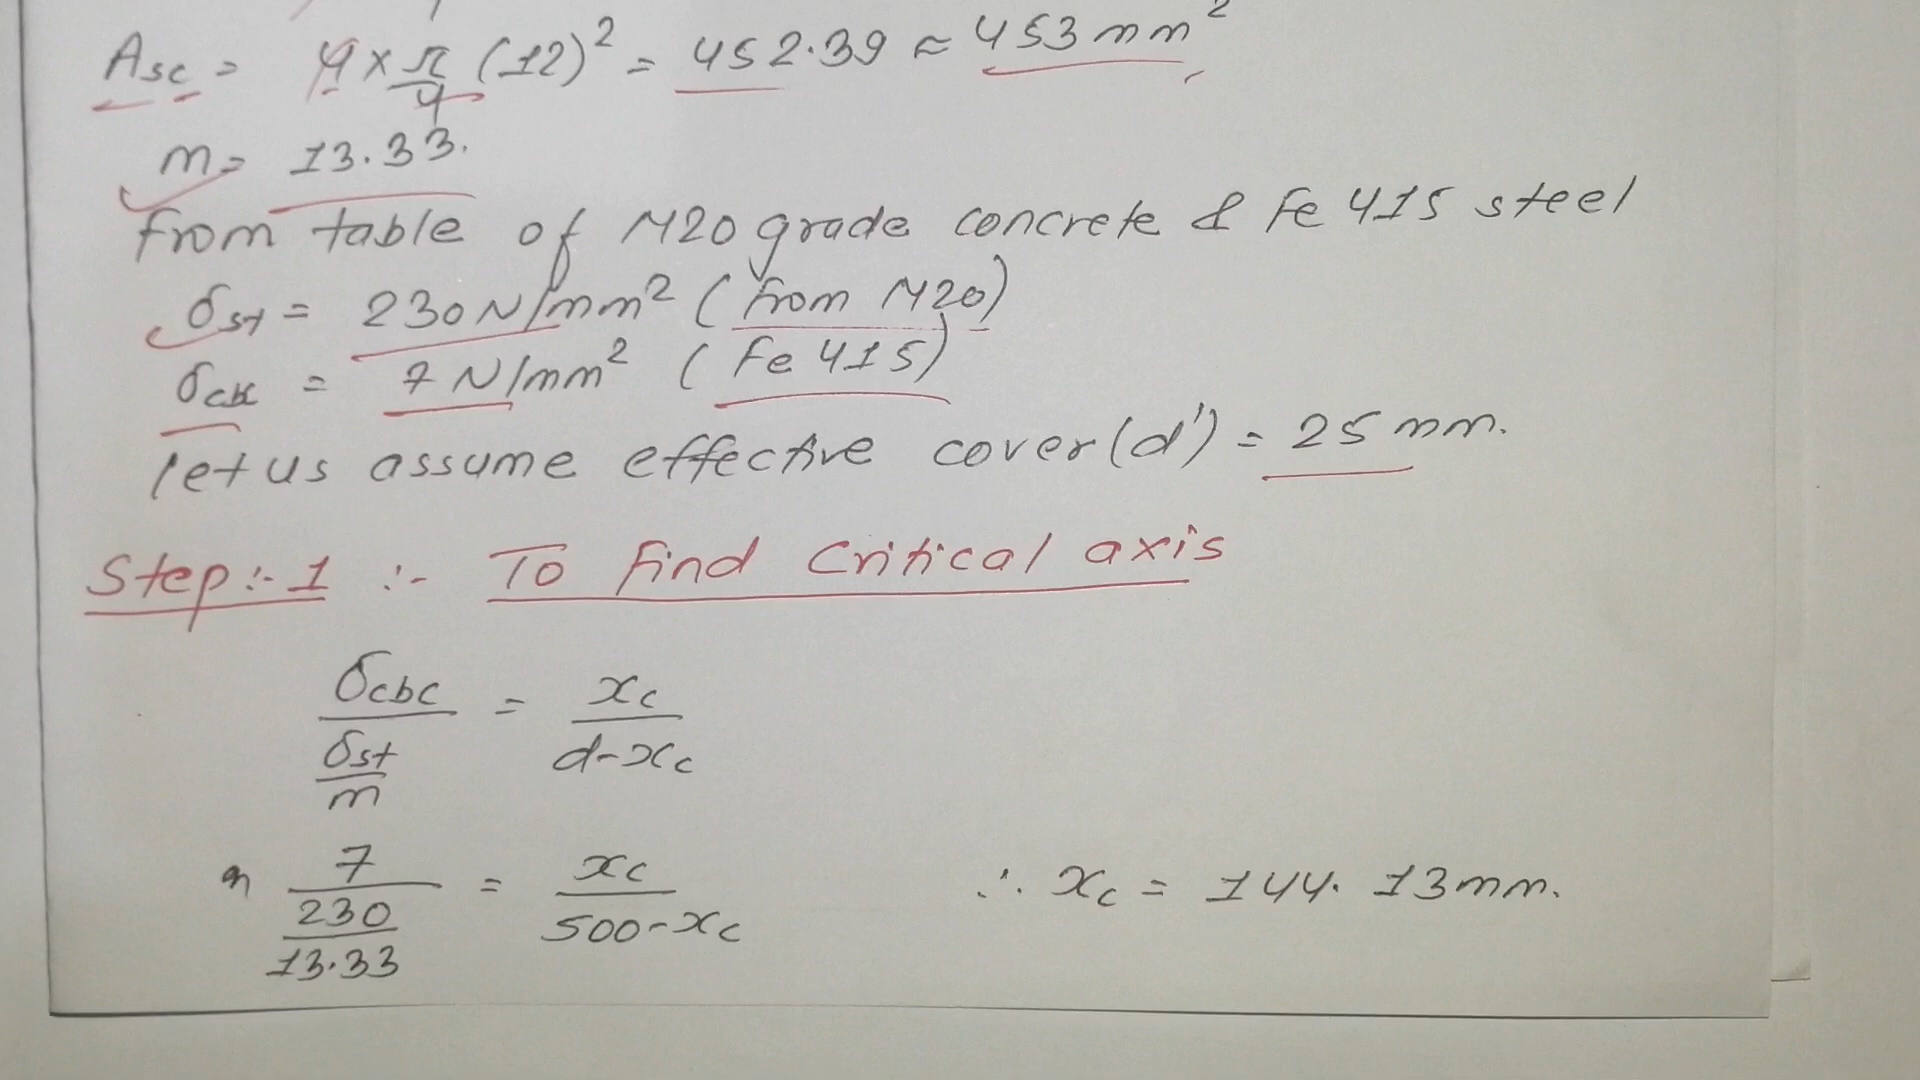 Asc = 4 × π/4 (12)² = 452.39 ≈ 453 mm²
m = 13.33.
from table of M20 grade concrete & Fe 415 steel
σst = 230 N/mm² (from M20)
σcbc = 7 N/mm² (Fe 415)
let us assume effective cover (d') = 25 mm.
Step:-1 :- To find Critical axis
σcbc / (σst / m) = xc / (d-xc)
7 / (230 / 13.33) = xc / (500-xc) ∴ xc = 144.13mm.